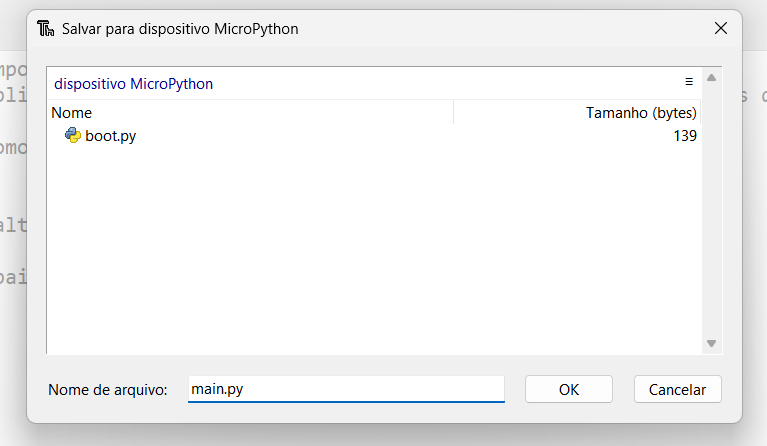 Salvar para dispositivo MicroPython
dispositivo MicroPython
Nome Tamanho (bytes)
boot.py 139
Nome de arquivo: main.py OK Cancelar